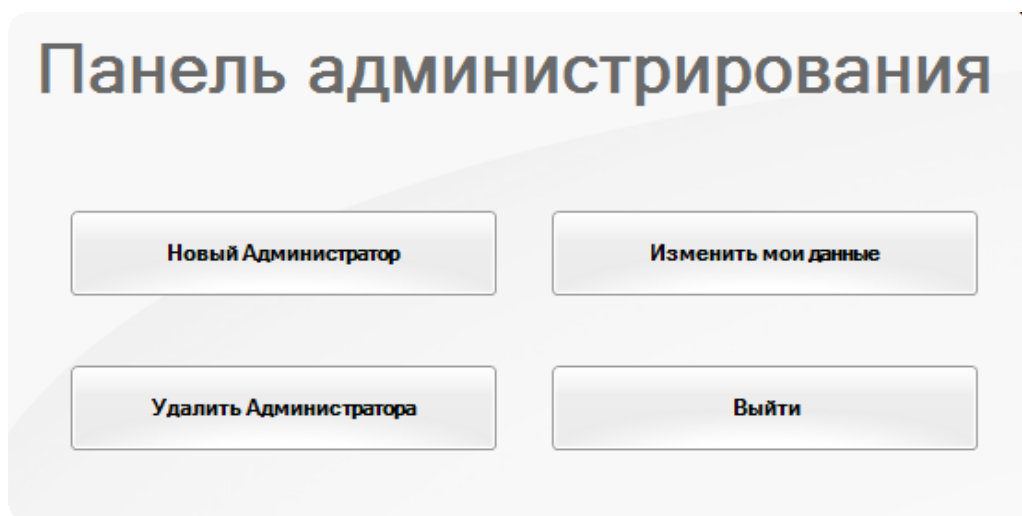 Панель администрирования
Новый Администратор
Изменить мои данные
Удалить Администратора
Выйти